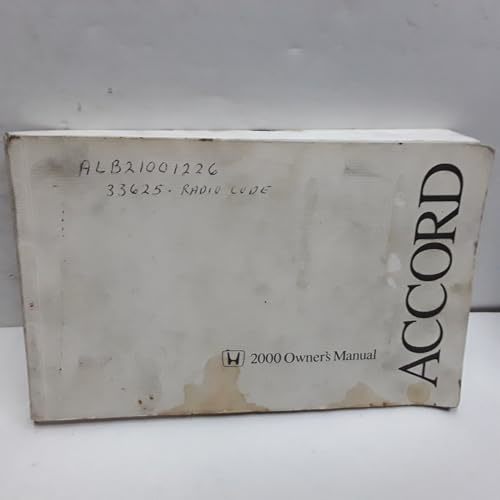 ALB21001226
33625 - RADIO CODE
2000 Owner's Manual
ACCORD